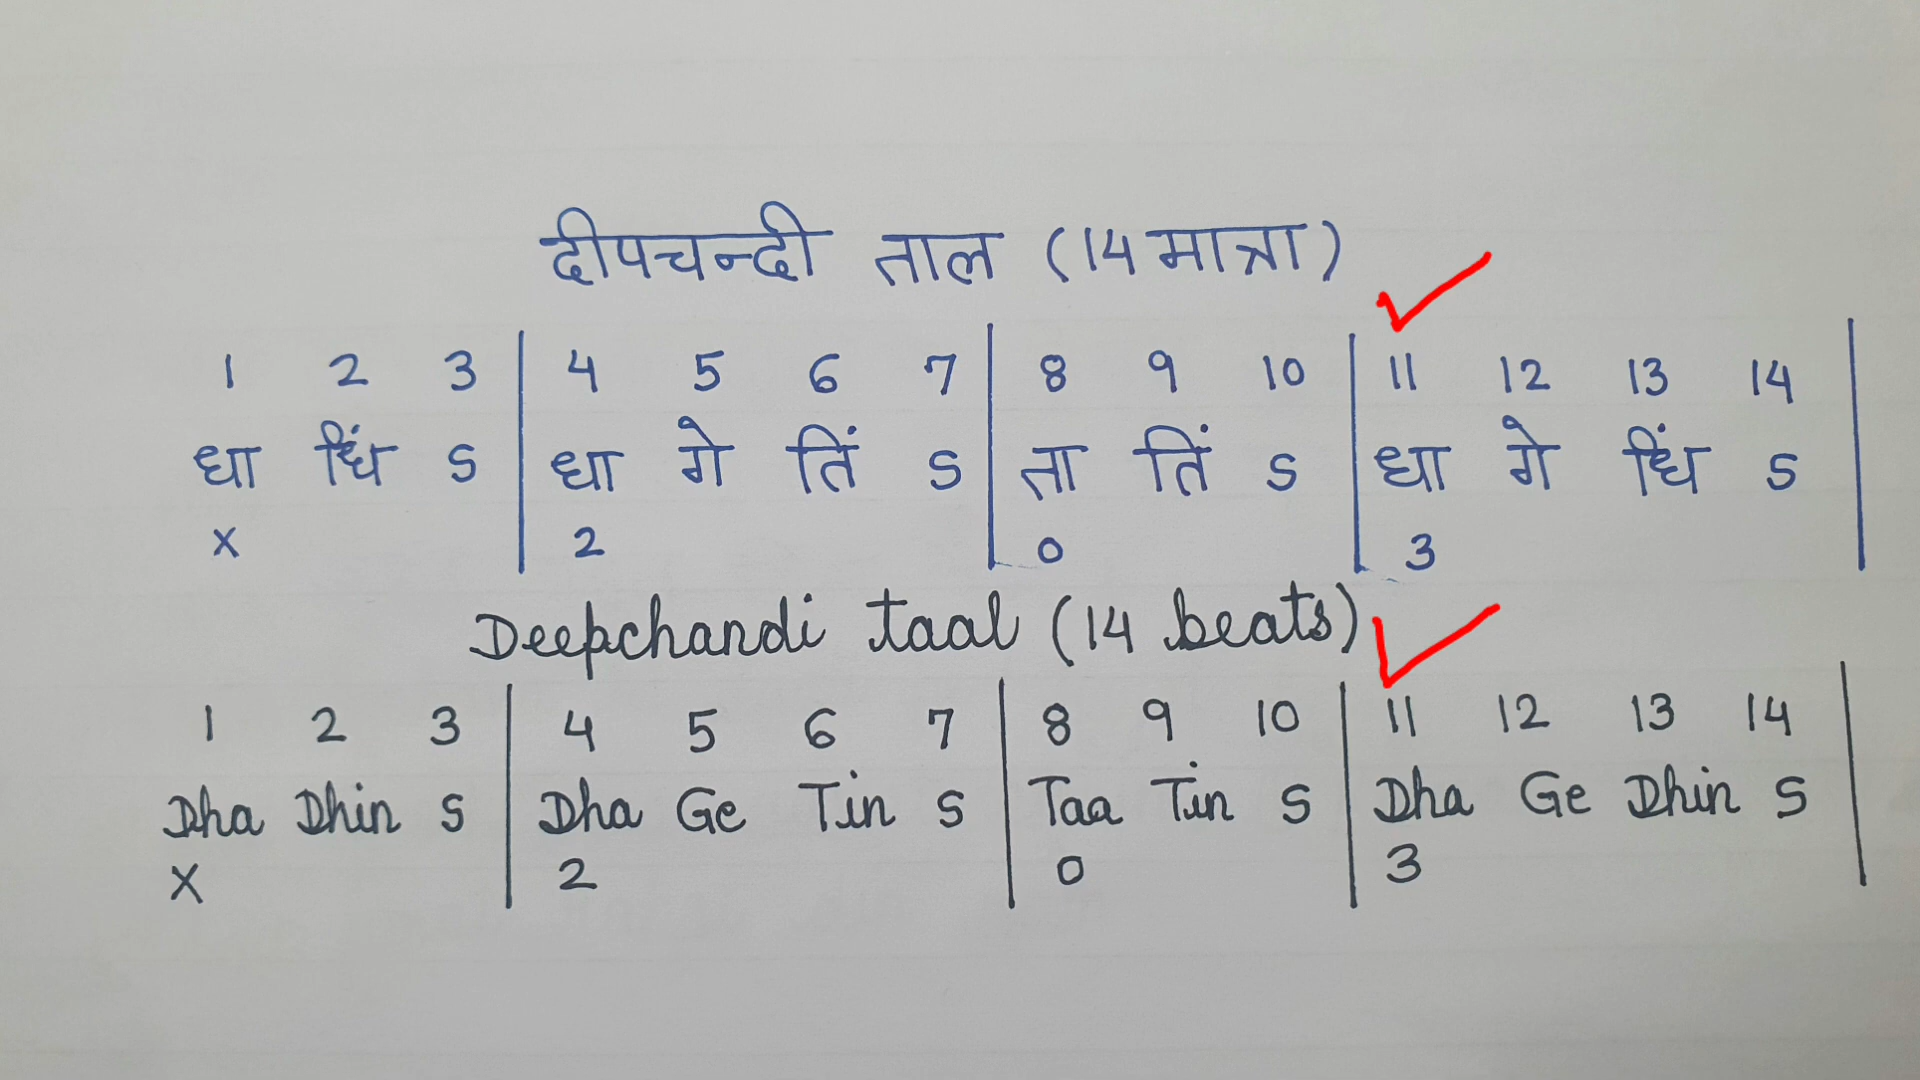 दीपचन्दी ताल (14 मात्रा)
1 2 3 | 4 5 6 7 | 8 9 10 | 11 12 13 14 |
धा धिं S | धा गे तिं S | ता तिं S | धा गे धिं S |
x 2 0 3
Deepchandi taal (14 beats)
1 2 3 | 4 5 6 7 | 8 9 10 | 11 12 13 14 |
Dha Dhin S | Dha Ge Tin S | Taa Tin S | Dha Ge Dhin S |
X 2 0 3